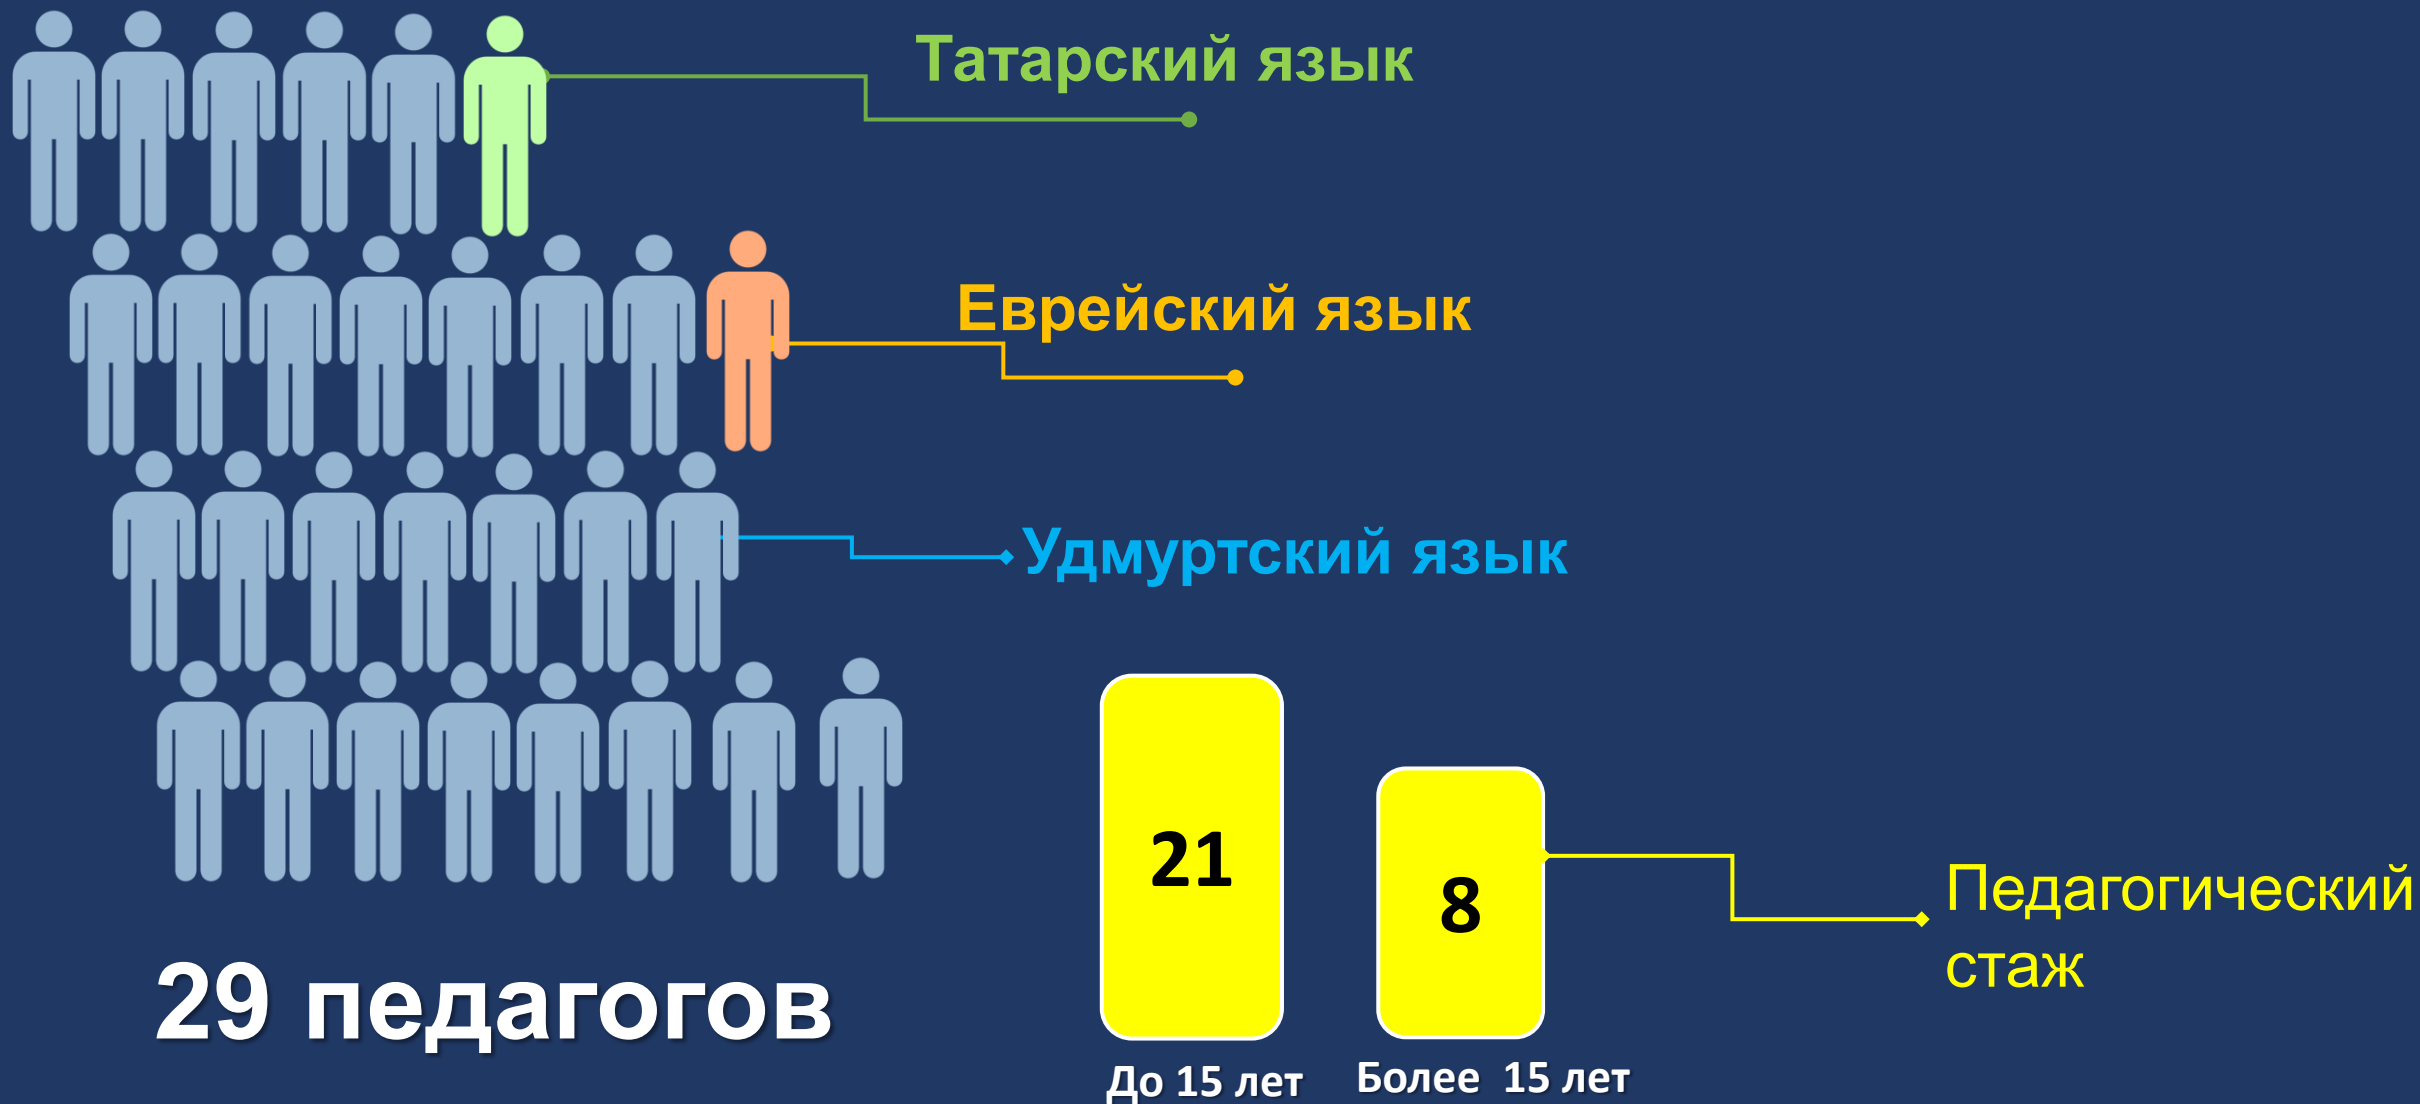 Татарский язык
Еврейский язык
Удмуртский язык
21
8
Педагогический
стаж
29 педагогов
До 15 лет
Более 15 лет